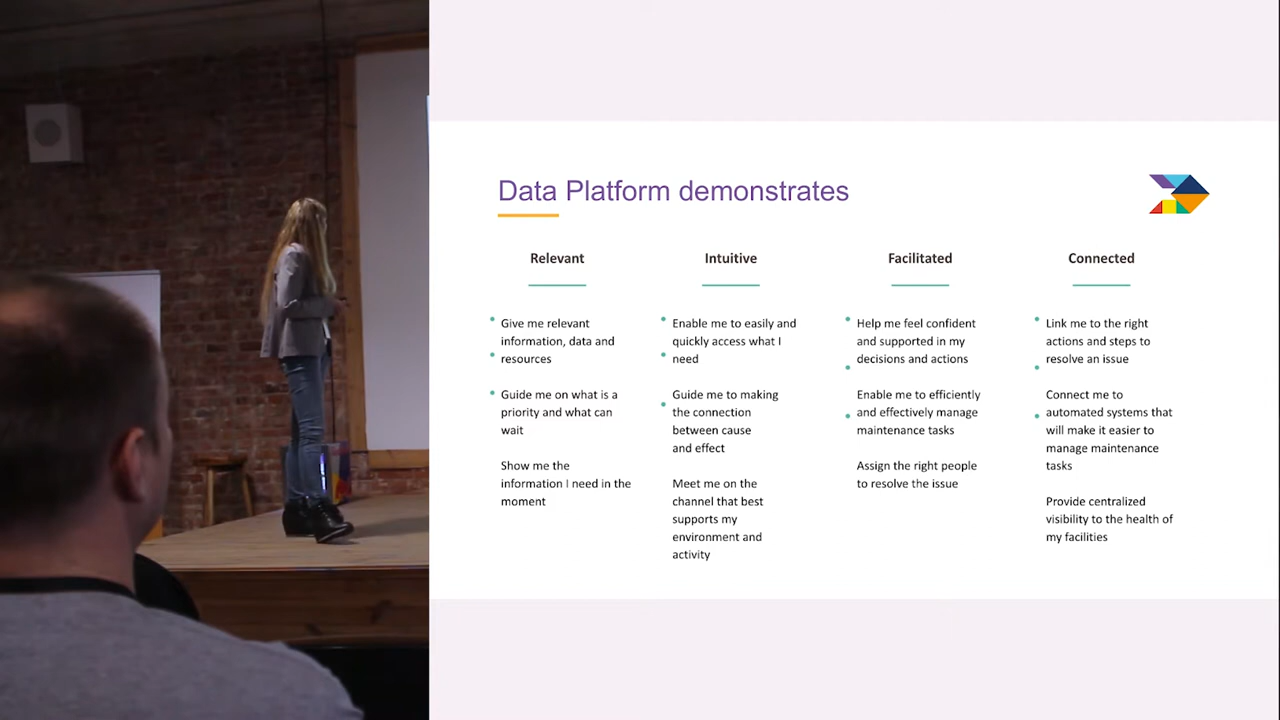 Data Platform demonstrates
Relevant
Give me relevant
information, data and
resources
Guide me on what is a
priority and what can
wait
Show me the
information I need in the
moment
Intuitive
Enable me to easily and
quickly access what I
need
Guide me to making
the connection
between cause
and effect
Meet me on the
channel that best
supports my
environment and
activity
Facilitated
Help me feel confident
and supported in my
decisions and actions
Enable me to efficiently
and effectively manage
maintenance tasks
Assign the right people
to resolve the issue
Connected
Link me to the right
actions and steps to
resolve an issue
Connect me to
automated systems that
will make it easier to
manage maintenance
tasks
Provide centralized
visibility to the health of
my facilities